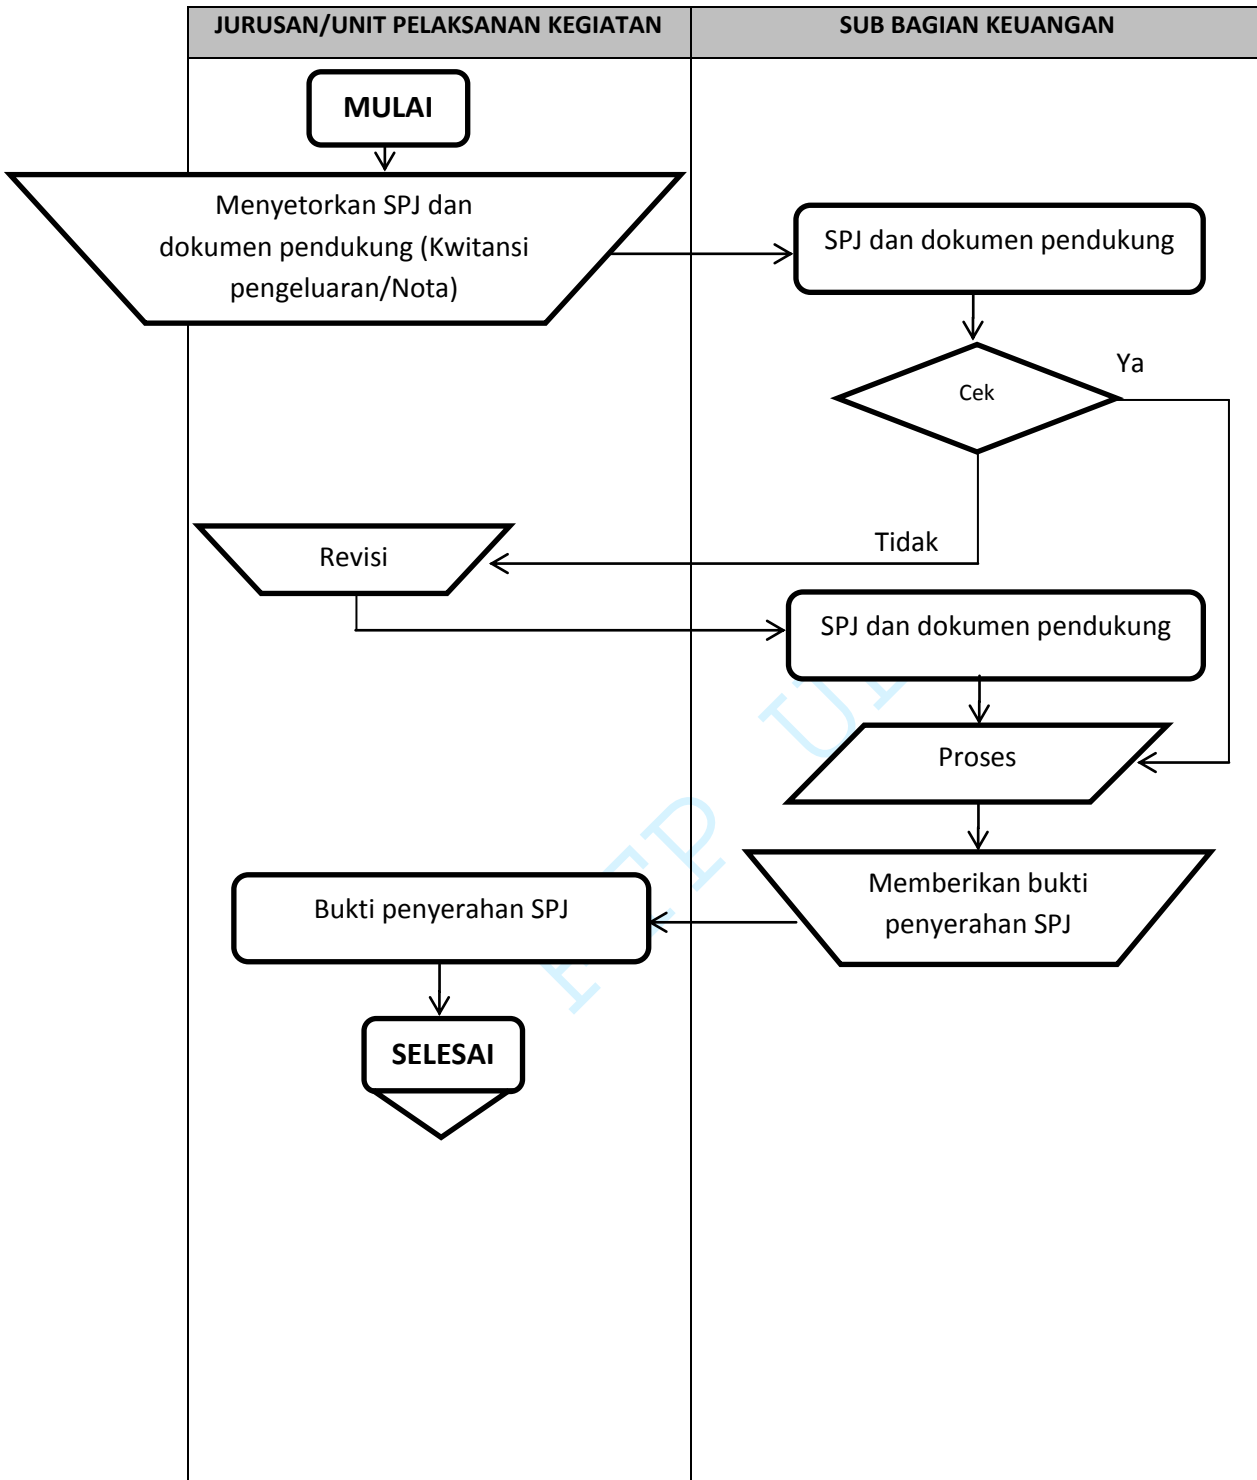 JURUSAN/UNIT PELAKSANAN KEGIATAN
SUB BAGIAN KEUANGAN
MULAI
Menyetorkan SPJ dan
dokumen pendukung (Kwitansi
pengeluaran/Nota)
SPJ dan dokumen pendukung
Ya
Cek
Tidak
Revisi
SPJ dan dokumen pendukung
Proses
Memberikan bukti
penyerahan SPJ
Bukti penyerahan SPJ
SELESAI